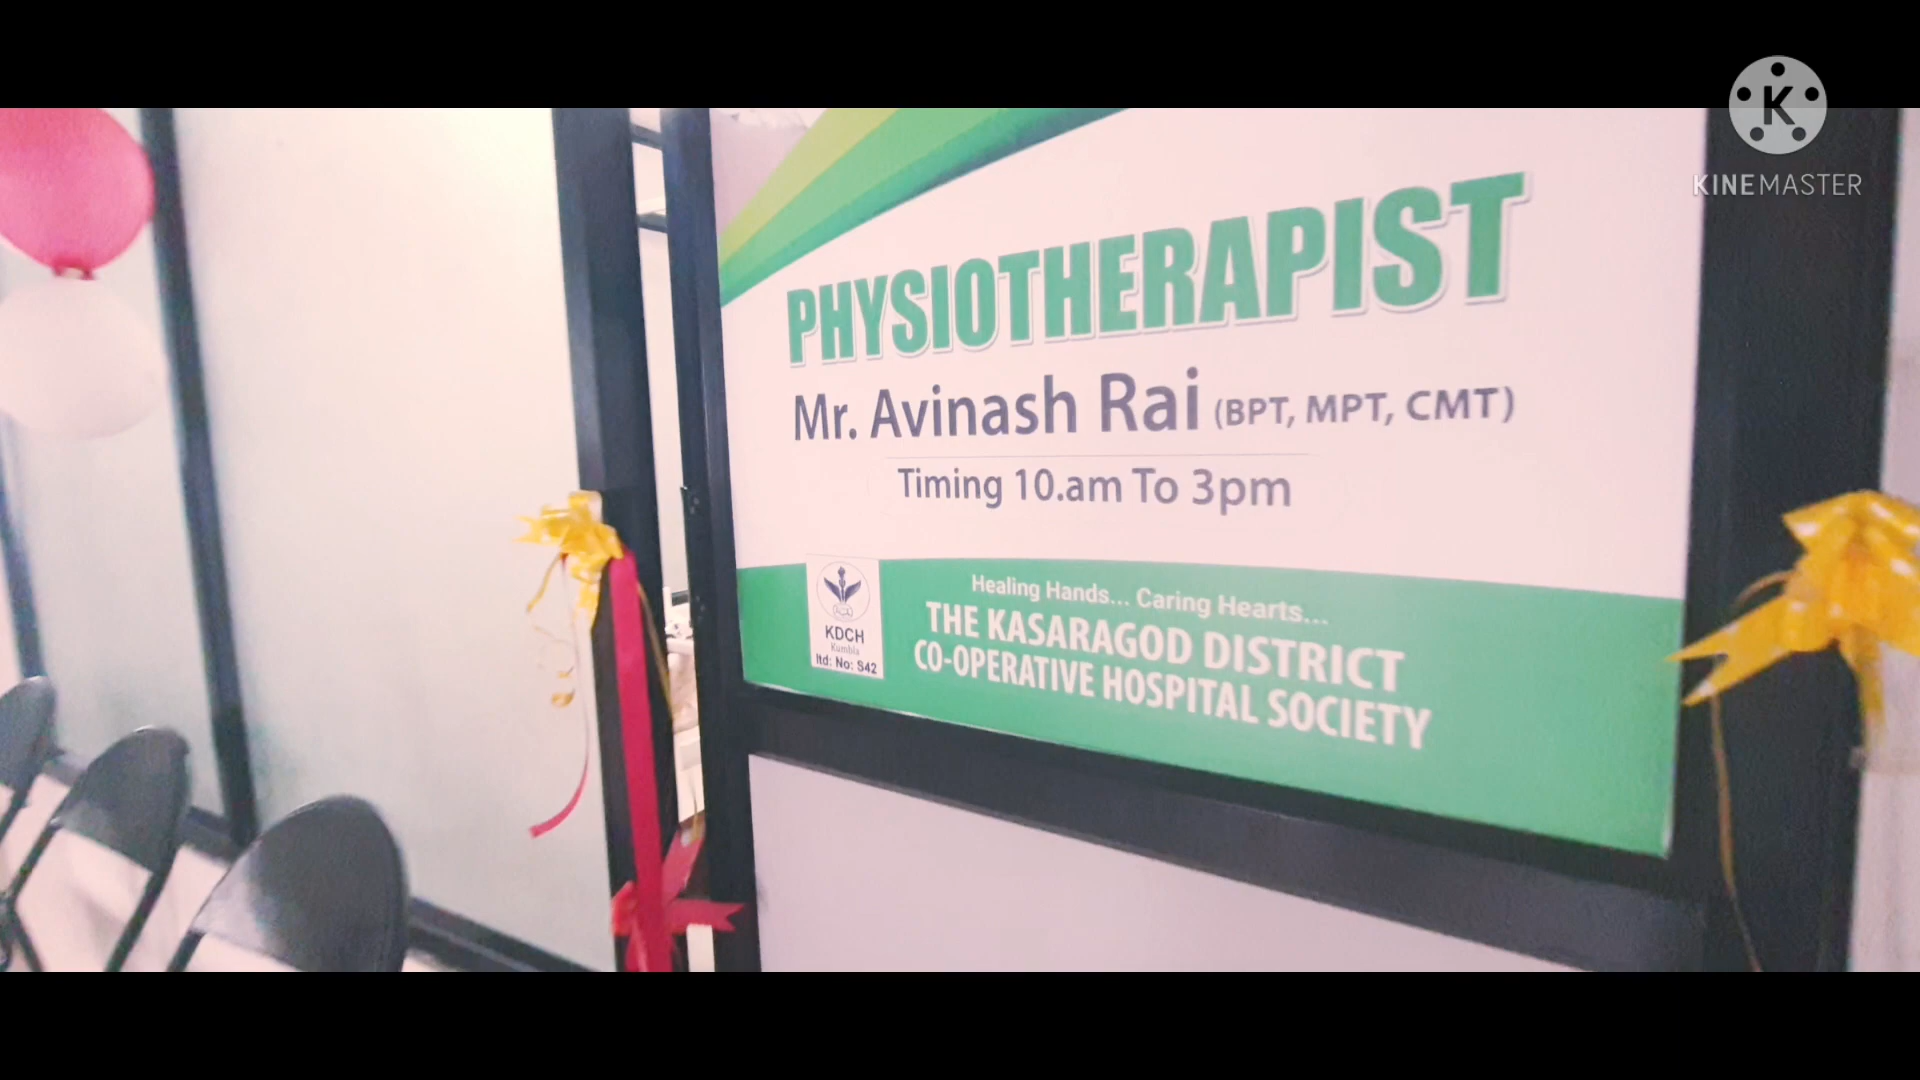 PHYSIOTHERAPIST
Mr. Avinash Rai (BPT, MPT, CMT)
Timing 10.am To 3pm
Healing Hands... Caring Hearts...
THE KASARAGOD DISTRICT
CO-OPERATIVE HOSPITAL SOCIETY
KDCH
Kumbla
ltd: No: S42
K
KINEMASTER